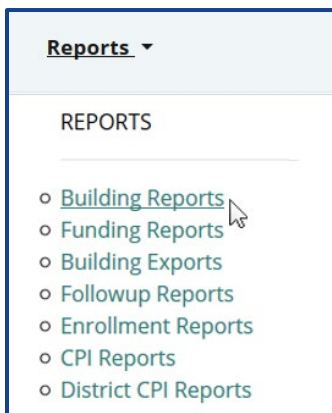 Reports
REPORTS
Building Reports
Funding Reports
Building Exports
Followup Reports
Enrollment Reports
CPI Reports
District CPI Reports